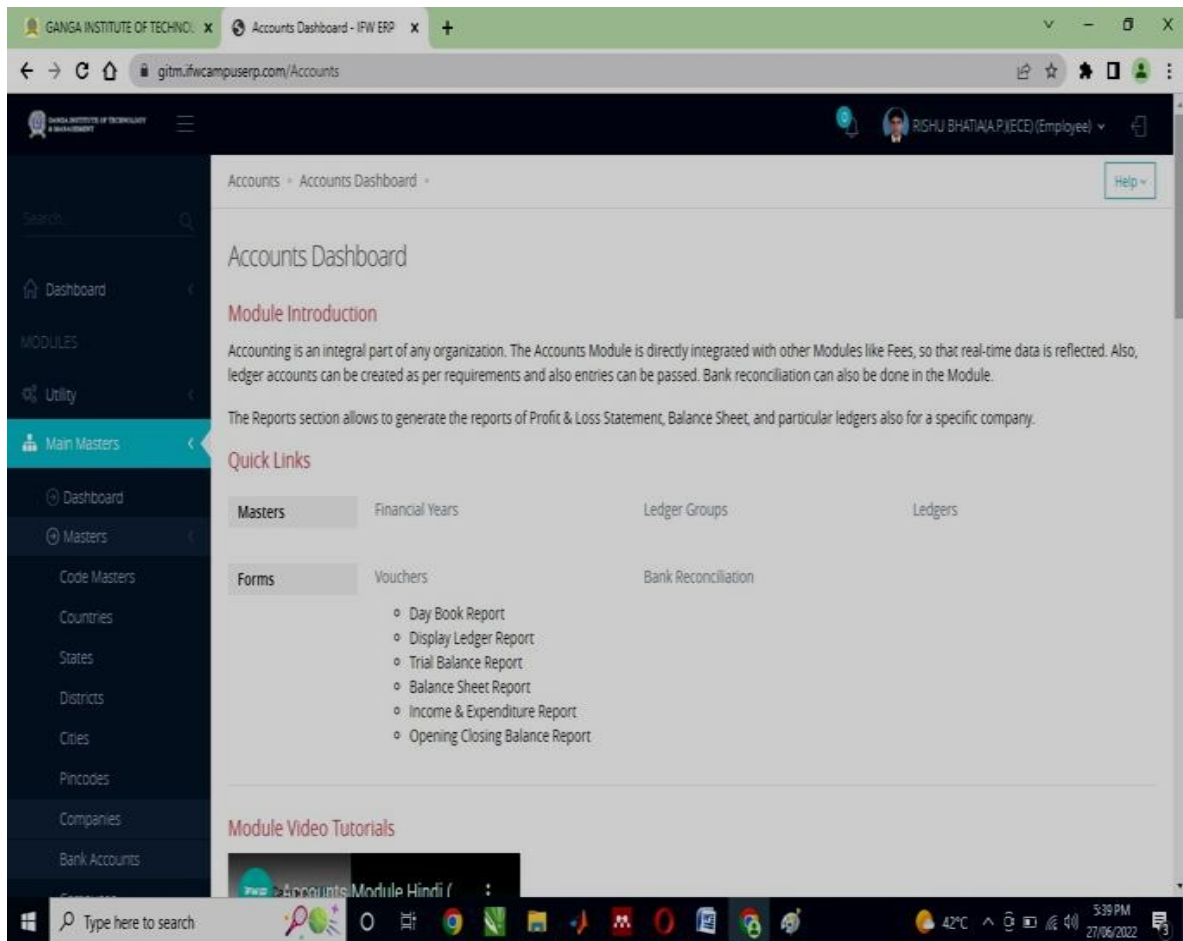 GANGA INSTITUTE OF TECHNOL
Accounts Dashboard - IFW ERP
gitm.ifwcampuserp.com/Accounts
GANGA INSTITUTE OF TECHNOLOGY
& MANAGEMENT
0
RISHU BHATIA(A.P)(ECE) (Employee)
Accounts
Accounts Dashboard
Help
Search...
Dashboard
MODULES
Utility
Main Masters
Dashboard
Masters
Code Masters
Countries
States
Districts
Cities
Pincodes
Companies
Bank Accounts
Accounts Dashboard
Module Introduction
Accounting is an integral part of any organization. The Accounts Module is directly integrated with other Modules like Fees, so that real-time data is reflected. Also,
ledger accounts can be created as per requirements and also entries can be passed. Bank reconciliation can also be done in the Module.
The Reports section allows to generate the reports of Profit & Loss Statement, Balance Sheet, and particular ledgers also for a specific company.
Quick Links
Masters Financial Years Ledger Groups Ledgers
Forms Vouchers Bank Reconciliation
Day Book Report
Display Ledger Report
Trial Balance Report
Balance Sheet Report
Income & Expenditure Report
Opening Closing Balance Report
Module Video Tutorials
Accounts Module Hindi (
Type here to search
42°C
5:39 PM
27/06/2022
3